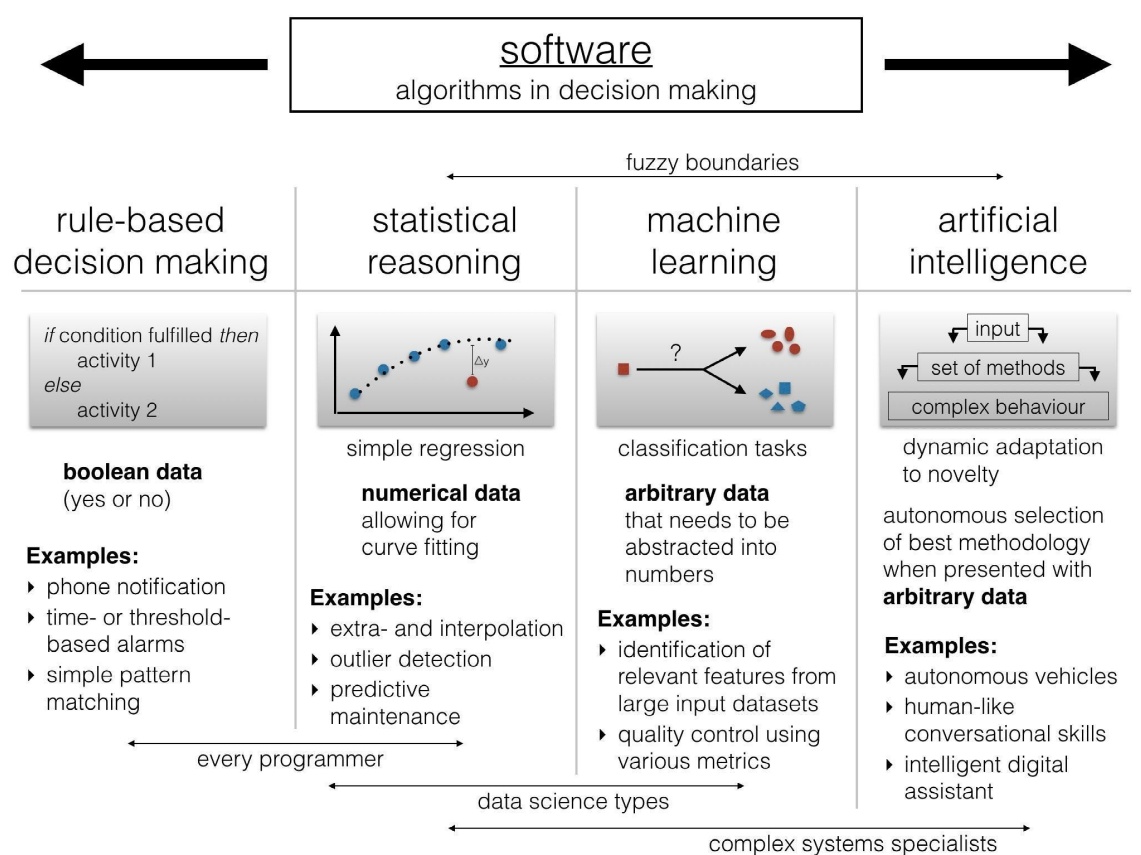 software
algorithms in decision making
fuzzy boundaries
rule-based
decision making
if condition fulfilled then
activity 1
else
activity 2
boolean data
(yes or no)
Examples:
phone notification
time- or threshold-
based alarms
simple pattern
matching
statistical
reasoning
Δy
simple regression
numerical data
allowing for
curve fitting
Examples:
extra- and interpolation
outlier detection
predictive
maintenance
machine
learning
?
classification tasks
arbitrary data
that needs to be
abstracted into
numbers
Examples:
identification of
relevant features from
large input datasets
quality control using
various metrics
artificial
intelligence
input
set of methods
complex behaviour
dynamic adaptation
to novelty
autonomous selection
of best methodology
when presented with
arbitrary data
Examples:
autonomous vehicles
human-like
conversational skills
intelligent digital
assistant
every programmer
data science types
complex systems specialists